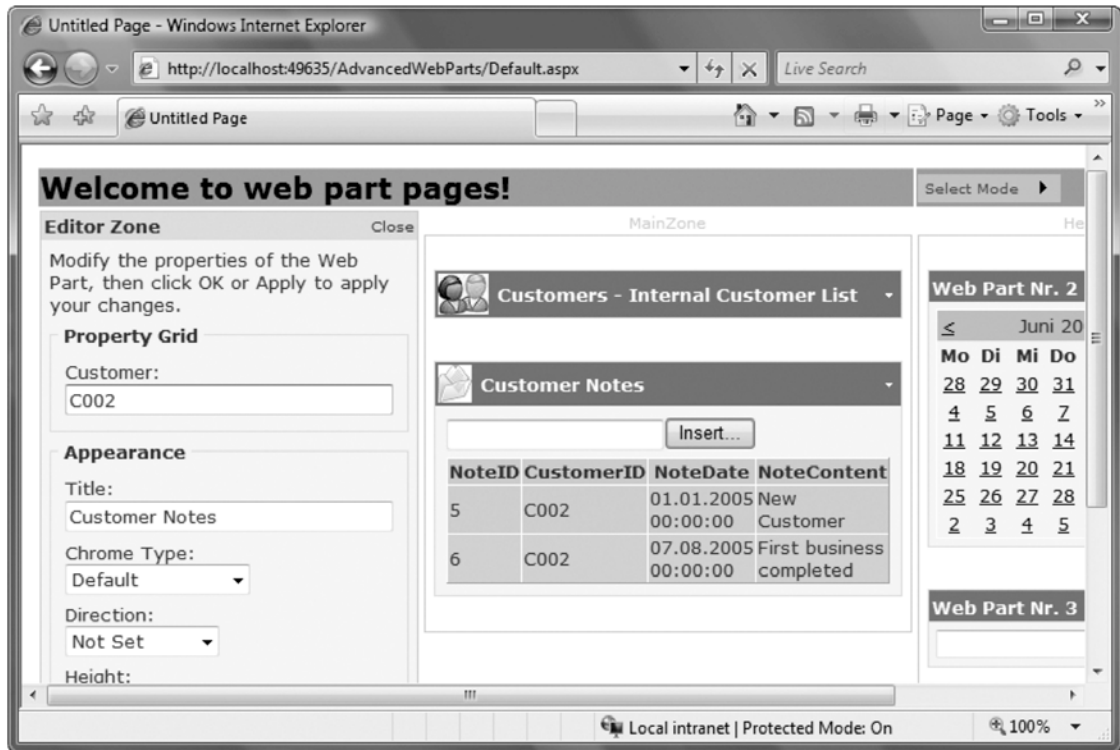 Untitled Page - Windows Internet Explorer
http://localhost:49635/AdvancedWebParts/Default.aspx
Live Search
Untitled Page
Page
Tools
Welcome to web part pages!
Select Mode
Editor Zone
Close
Modify the properties of the Web
Part, then click OK or Apply to apply
your changes.
Property Grid
Customer:
C002
Appearance
Title:
Customer Notes
Chrome Type:
Default
Direction:
Not Set
Height:
MainZone
Customers - Internal Customer List
Customer Notes
Insert...
NoteID CustomerID NoteDate NoteContent
5 C002 01.01.2005 New
00:00:00 Customer
6 C002 07.08.2005 First business
00:00:00 completed
He
Web Part Nr. 2
< Juni 20
Mo Di Mi Do
28 29 30 31
4 5 6 7
11 12 13 14
18 19 20 21
25 26 27 28
2 3 4 5
Web Part Nr. 3
Local intranet | Protected Mode: On
100%